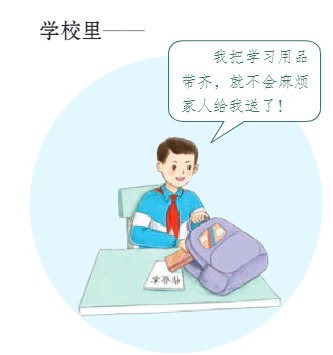 学校里——
我把学习用品
带齐，就不会麻烦
家人给我送了！